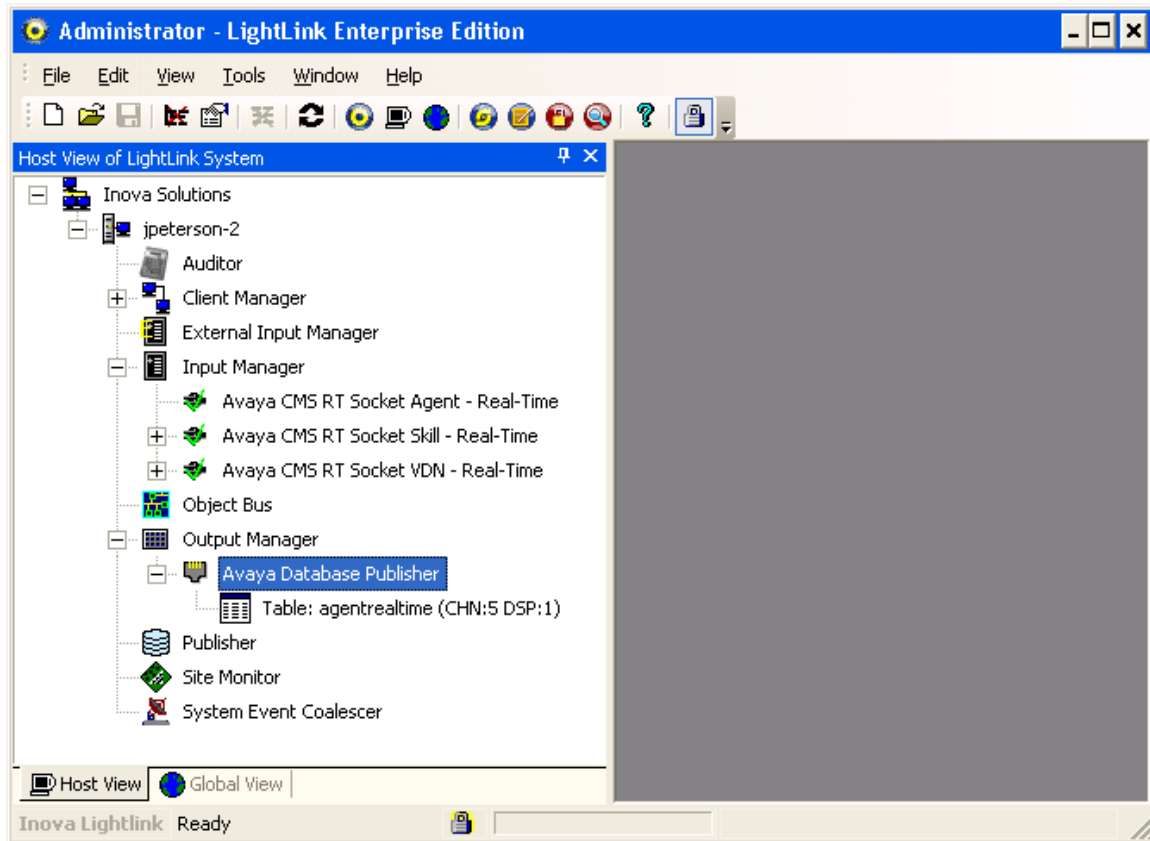 Administrator - LightLink Enterprise Edition
File Edit View Tools Window Help
Host View of LightLink System
Inova Solutions
jpeterson-2
Auditor
Client Manager
External Input Manager
Input Manager
Avaya CMS RT Socket Agent - Real-Time
Avaya CMS RT Socket Skill - Real-Time
Avaya CMS RT Socket VDN - Real-Time
Object Bus
Output Manager
Avaya Database Publisher
Table: agentrealtime (CHN:5 DSP:1)
Publisher
Site Monitor
System Event Coalescer
Host View Global View
Inova Lightlink Ready